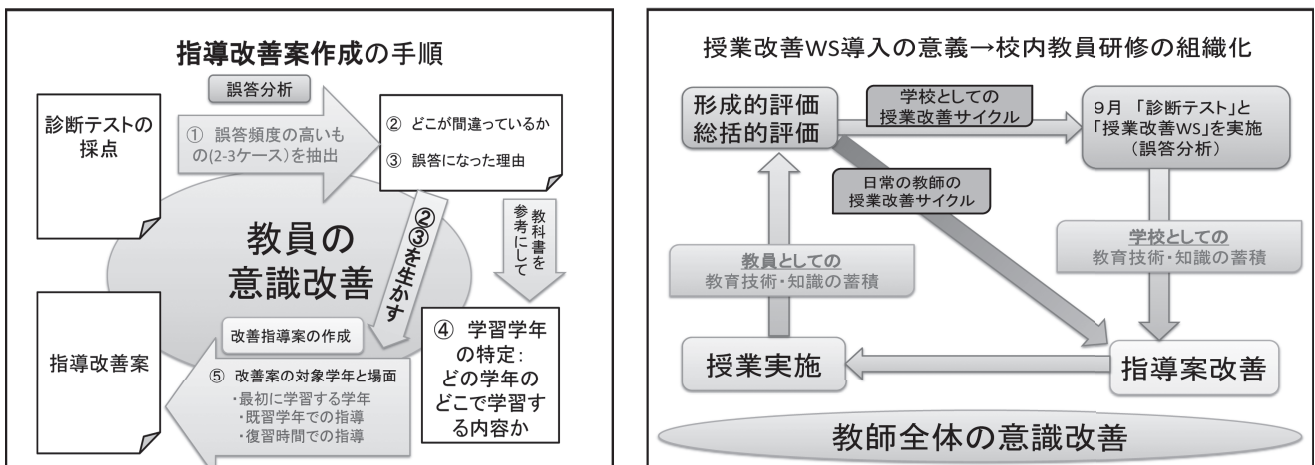 指導改善案作成の手順
誤答分析
診断テストの
採点
① 誤答頻度の高いも
の(2-3ケース)を抽出
② どこが間違っているか
③ 誤答になった理由
教員の
意識改善
②③を生かす
教科書を
参考にして
④ 学習学年
の特定:
どの学年の
どこで学習す
る内容か
改善指導案の作成
⑤ 改善案の対象学年と場面
・最初に学習する学年
・既習学年での指導
・復習時間での指導
指導改善案
授業改善WS導入の意義→校内教員研修の組織化
形成的評価
総括的評価
学校としての
授業改善サイクル
9月 「診断テスト」と
「授業改善WS」を実施
(誤答分析)
日常の教師の
授業改善サイクル
教員としての
教育技術・知識の蓄積
学校としての
教育技術・知識の蓄積
授業実施
指導案改善
教師全体の意識改善